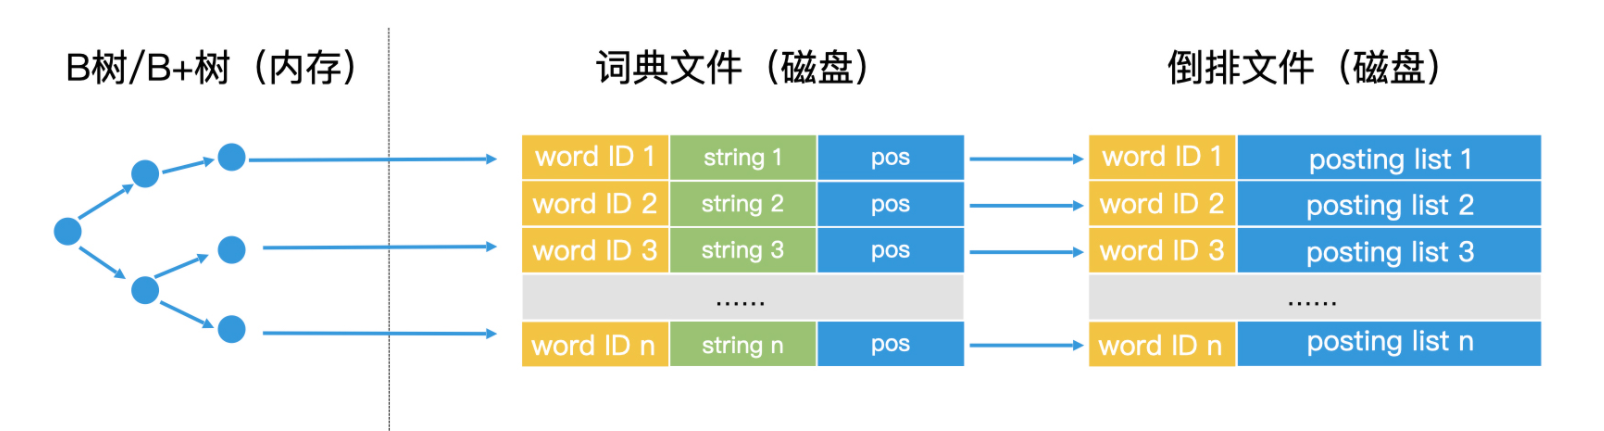 B树/B+树（内存）
词典文件（磁盘）
倒排文件（磁盘）
word ID 1 string 1 pos word ID 1 posting list 1
word ID 2 string 2 pos word ID 2 posting list 2
word ID 3 string 3 pos word ID 3 posting list 3
...... ......
word ID n string n pos word ID n posting list n